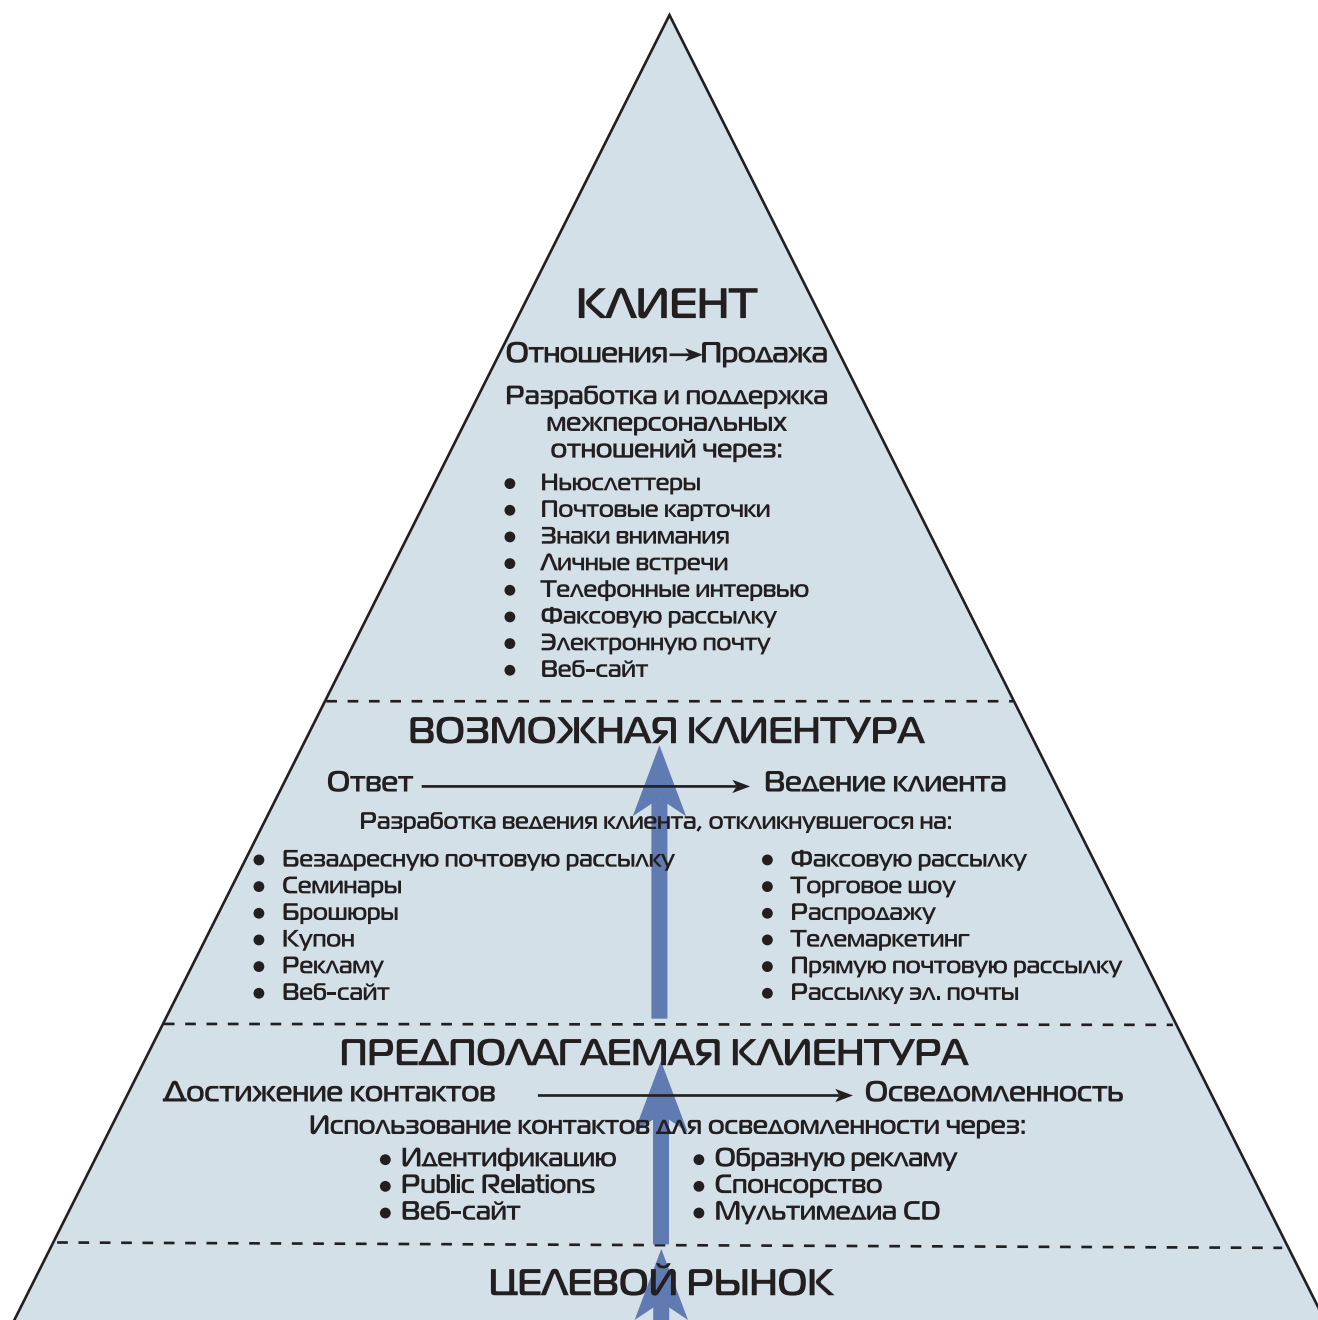 КЛИЕНТ
Отношения→Продажа
Разработка и поддержка
межперсональных
отношений через:
● Ньюслеттеры
● Почтовые карточки
● Знаки внимания
● Личные встречи
● Телефонные интервью
● Факсовую рассылку
● Электронную почту
● Веб-сайт
ВОЗМОЖНАЯ КЛИЕНТУРА
Ответ → Ведение клиента
Разработка ведения клиента, откликнувшегося на:
● Безадресную почтовую рассылку
● Семинары
● Брошюры
● Купон
● Рекламу
● Веб-сайт
● Факсовую рассылку
● Торговое шоу
● Распродажу
● Телемаркетинг
● Прямую почтовую рассылку
● Рассылку эл. почты
ПРЕДПОЛАГАЕМАЯ КЛИЕНТУРА
Достижение контактов → Осведомленность
Использование контактов для осведомленности через:
● Идентификацию
● Public Relations
● Веб-сайт
● Образную рекламу
● Спонсорство
● Мультимедиа CD
ЦЕЛЕВОЙ РЫНОК